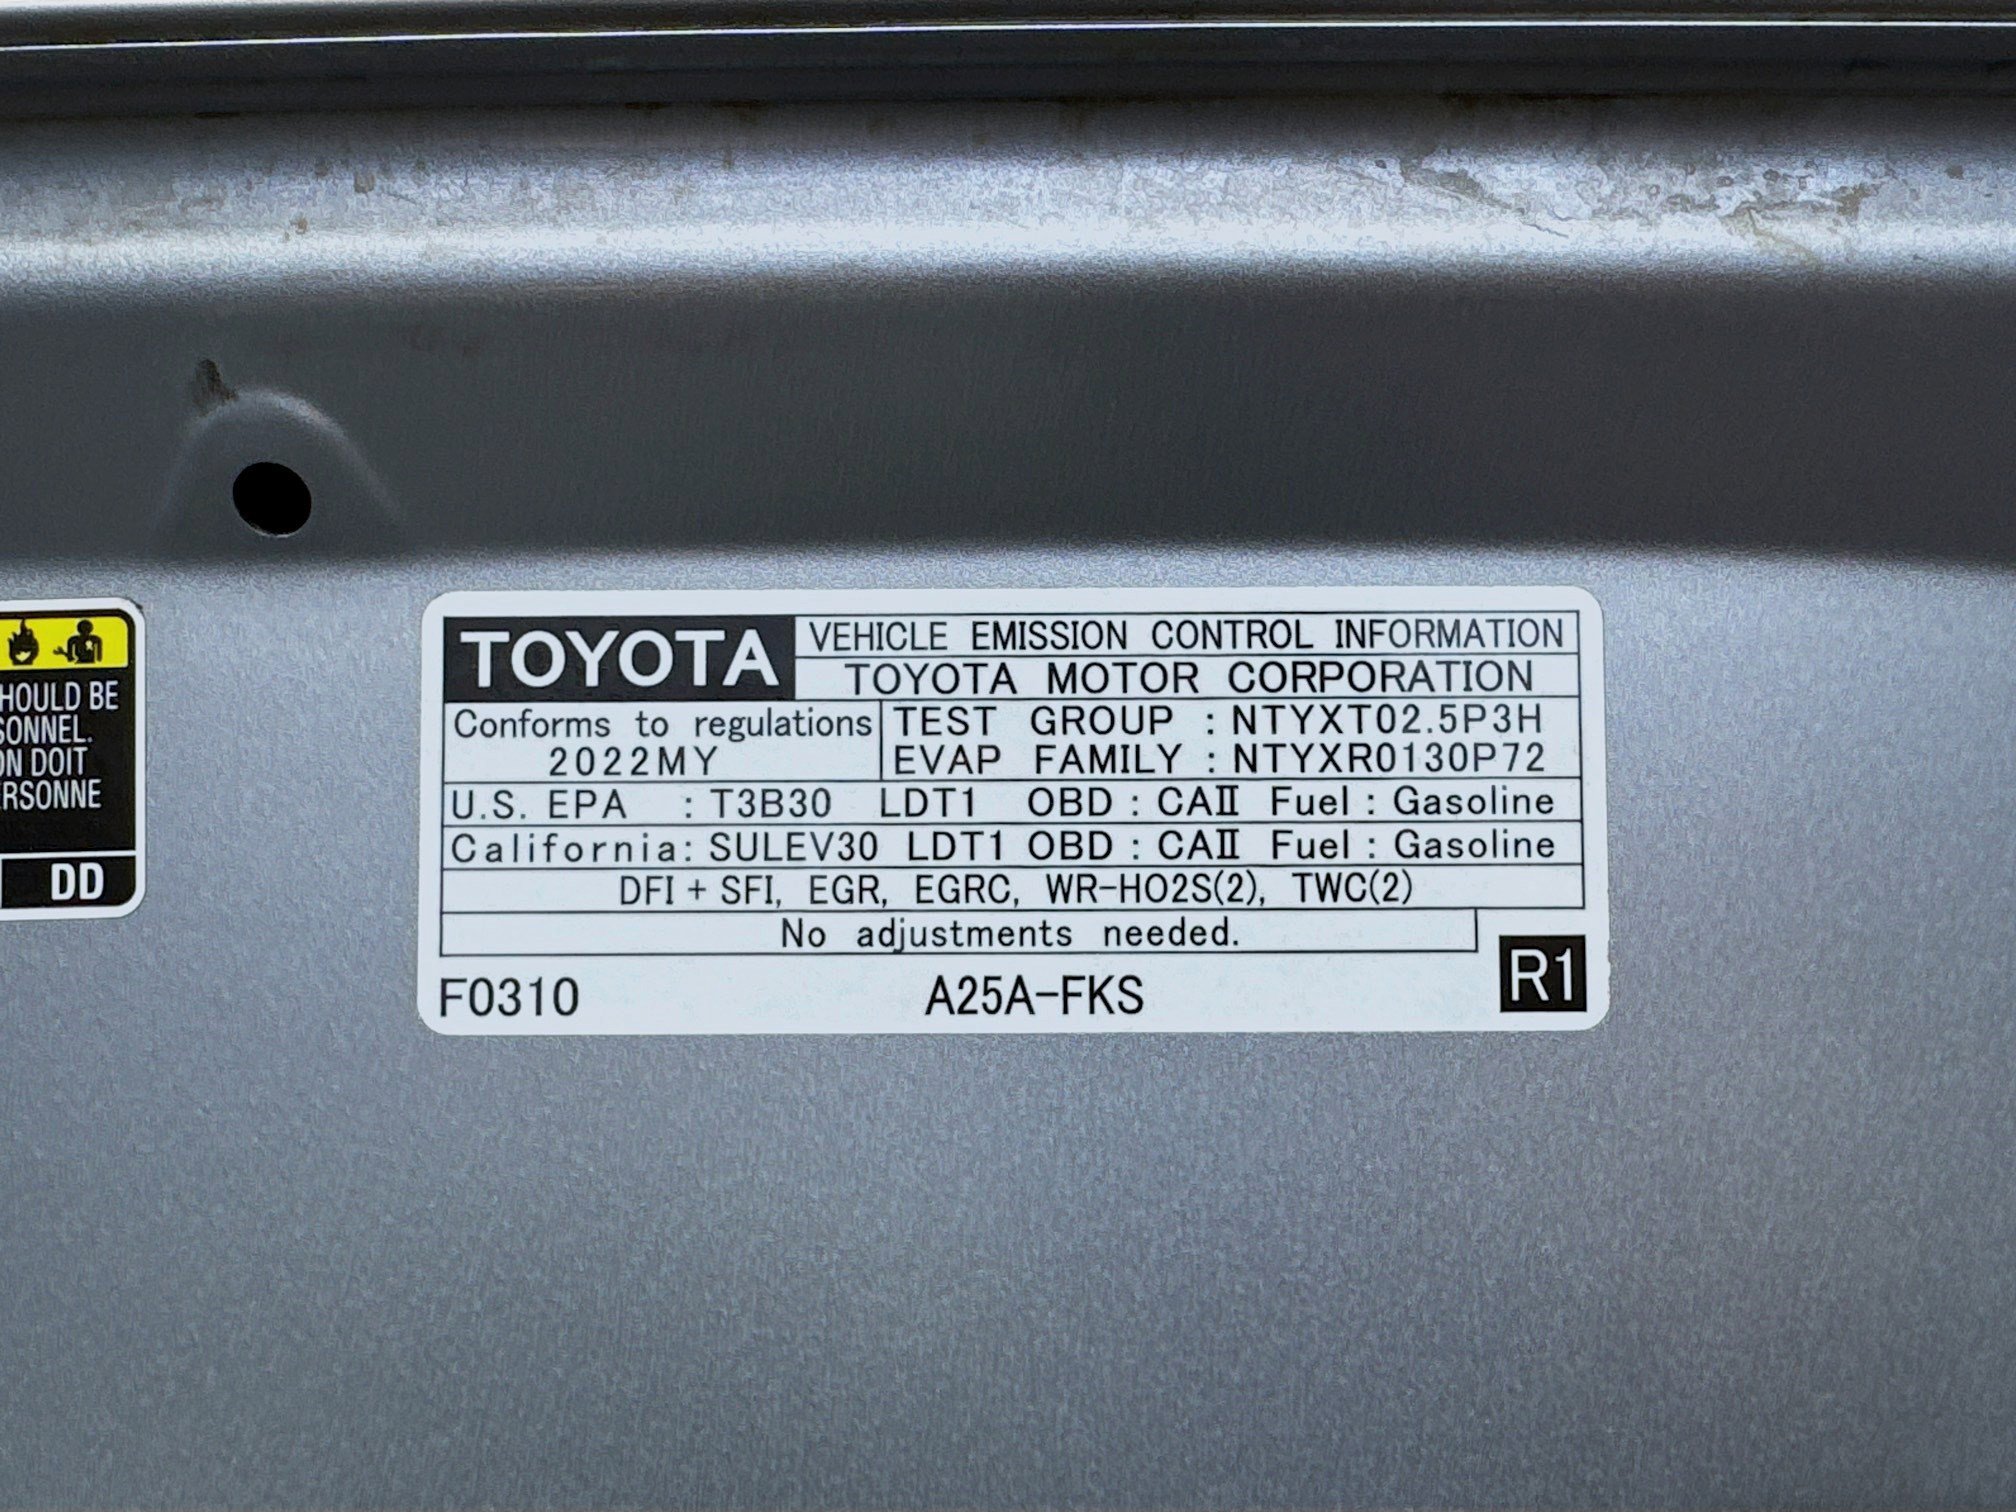 HOULD BE
SONNEL.
ON DOIT
ERSONNE
DD
TOYOTA
VEHICLE EMISSION CONTROL INFORMATION
TOYOTA MOTOR CORPORATION
Conforms to regulations
2022MY
TEST GROUP : NTYXT02.5P3H
EVAP FAMILY : NTYXR0130P72
U.S. EPA : T3B30 LDT1 OBD : CAⅡ Fuel : Gasoline
California: SULEV30 LDT1 OBD : CAⅡ Fuel : Gasoline
DFI + SFI, EGR, EGRC, WR-HO2S(2), TWC(2)
No adjustments needed.
R1
F0310 A25A-FKS